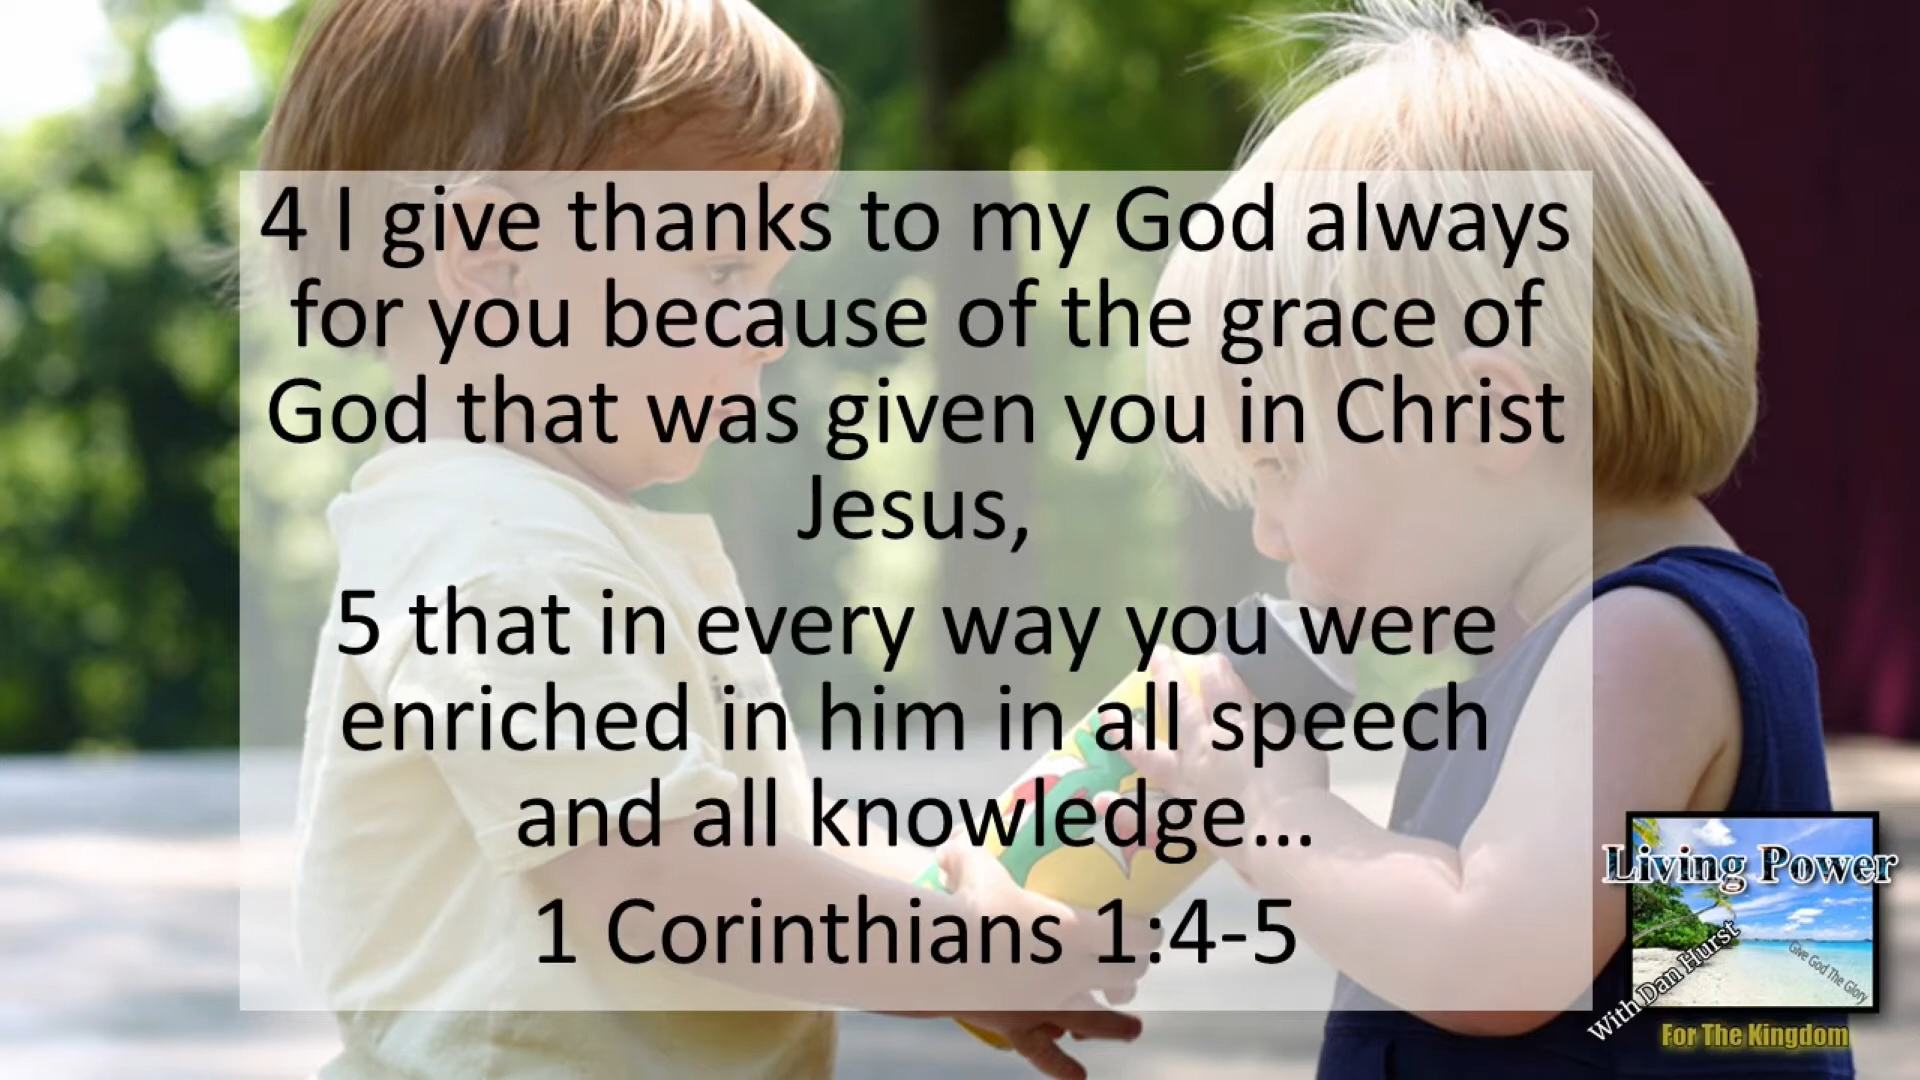 4 I give thanks to my God always
for you because of the grace of
God that was given you in Christ
Jesus,
5 that in every way you were
enriched in him in all speech
and all knowledge...
1 Corinthians 1:4-5
Living Power
With Dan Hurst
Give God The Glory
For The Kingdom